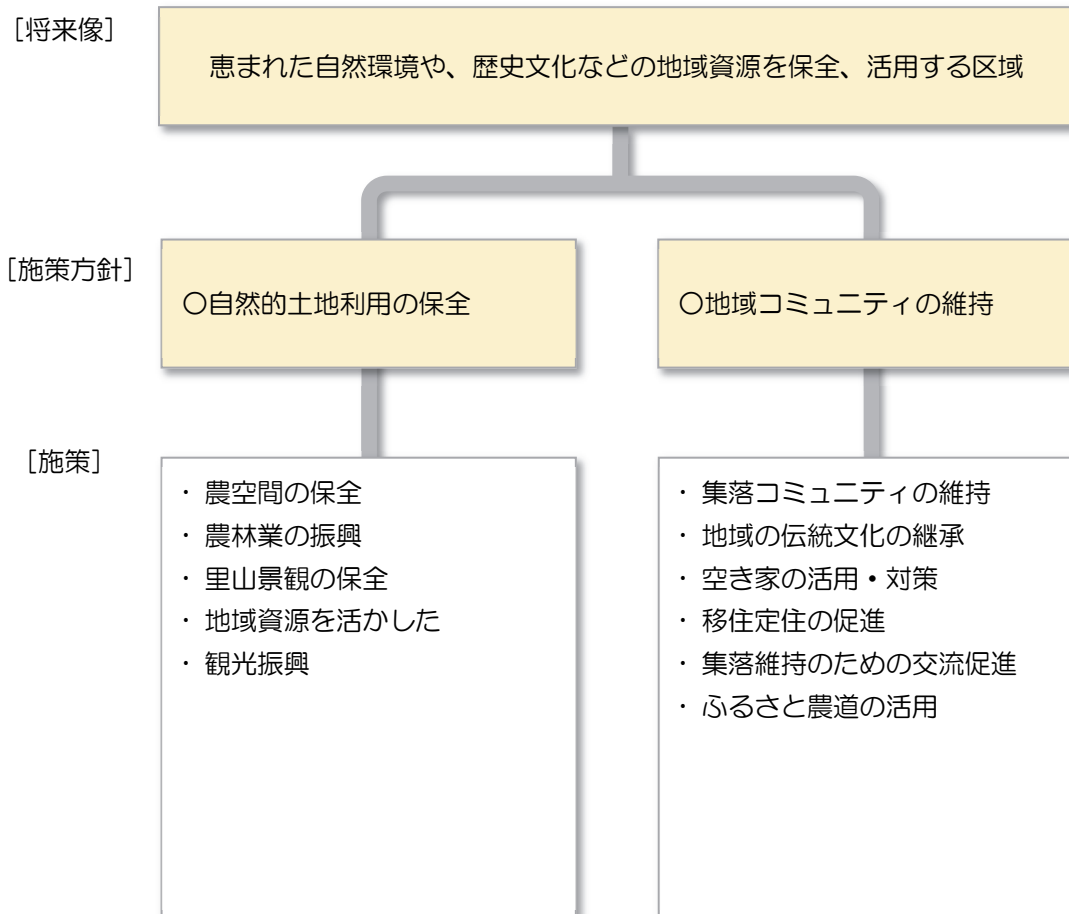 ［将来像］
恵まれた自然環境や、歴史文化などの地域資源を保全、活用する区域
［施策方針］
〇自然的土地利用の保全
〇地域コミュニティの維持
［施策］
・ 農空間の保全
・ 農林業の振興
・ 里山景観の保全
・ 地域資源を活かした
・ 観光振興
・ 集落コミュニティの維持
・ 地域の伝統文化の継承
・ 空き家の活用・対策
・ 移住定住の促進
・ 集落維持のための交流促進
・ ふるさと農道の活用